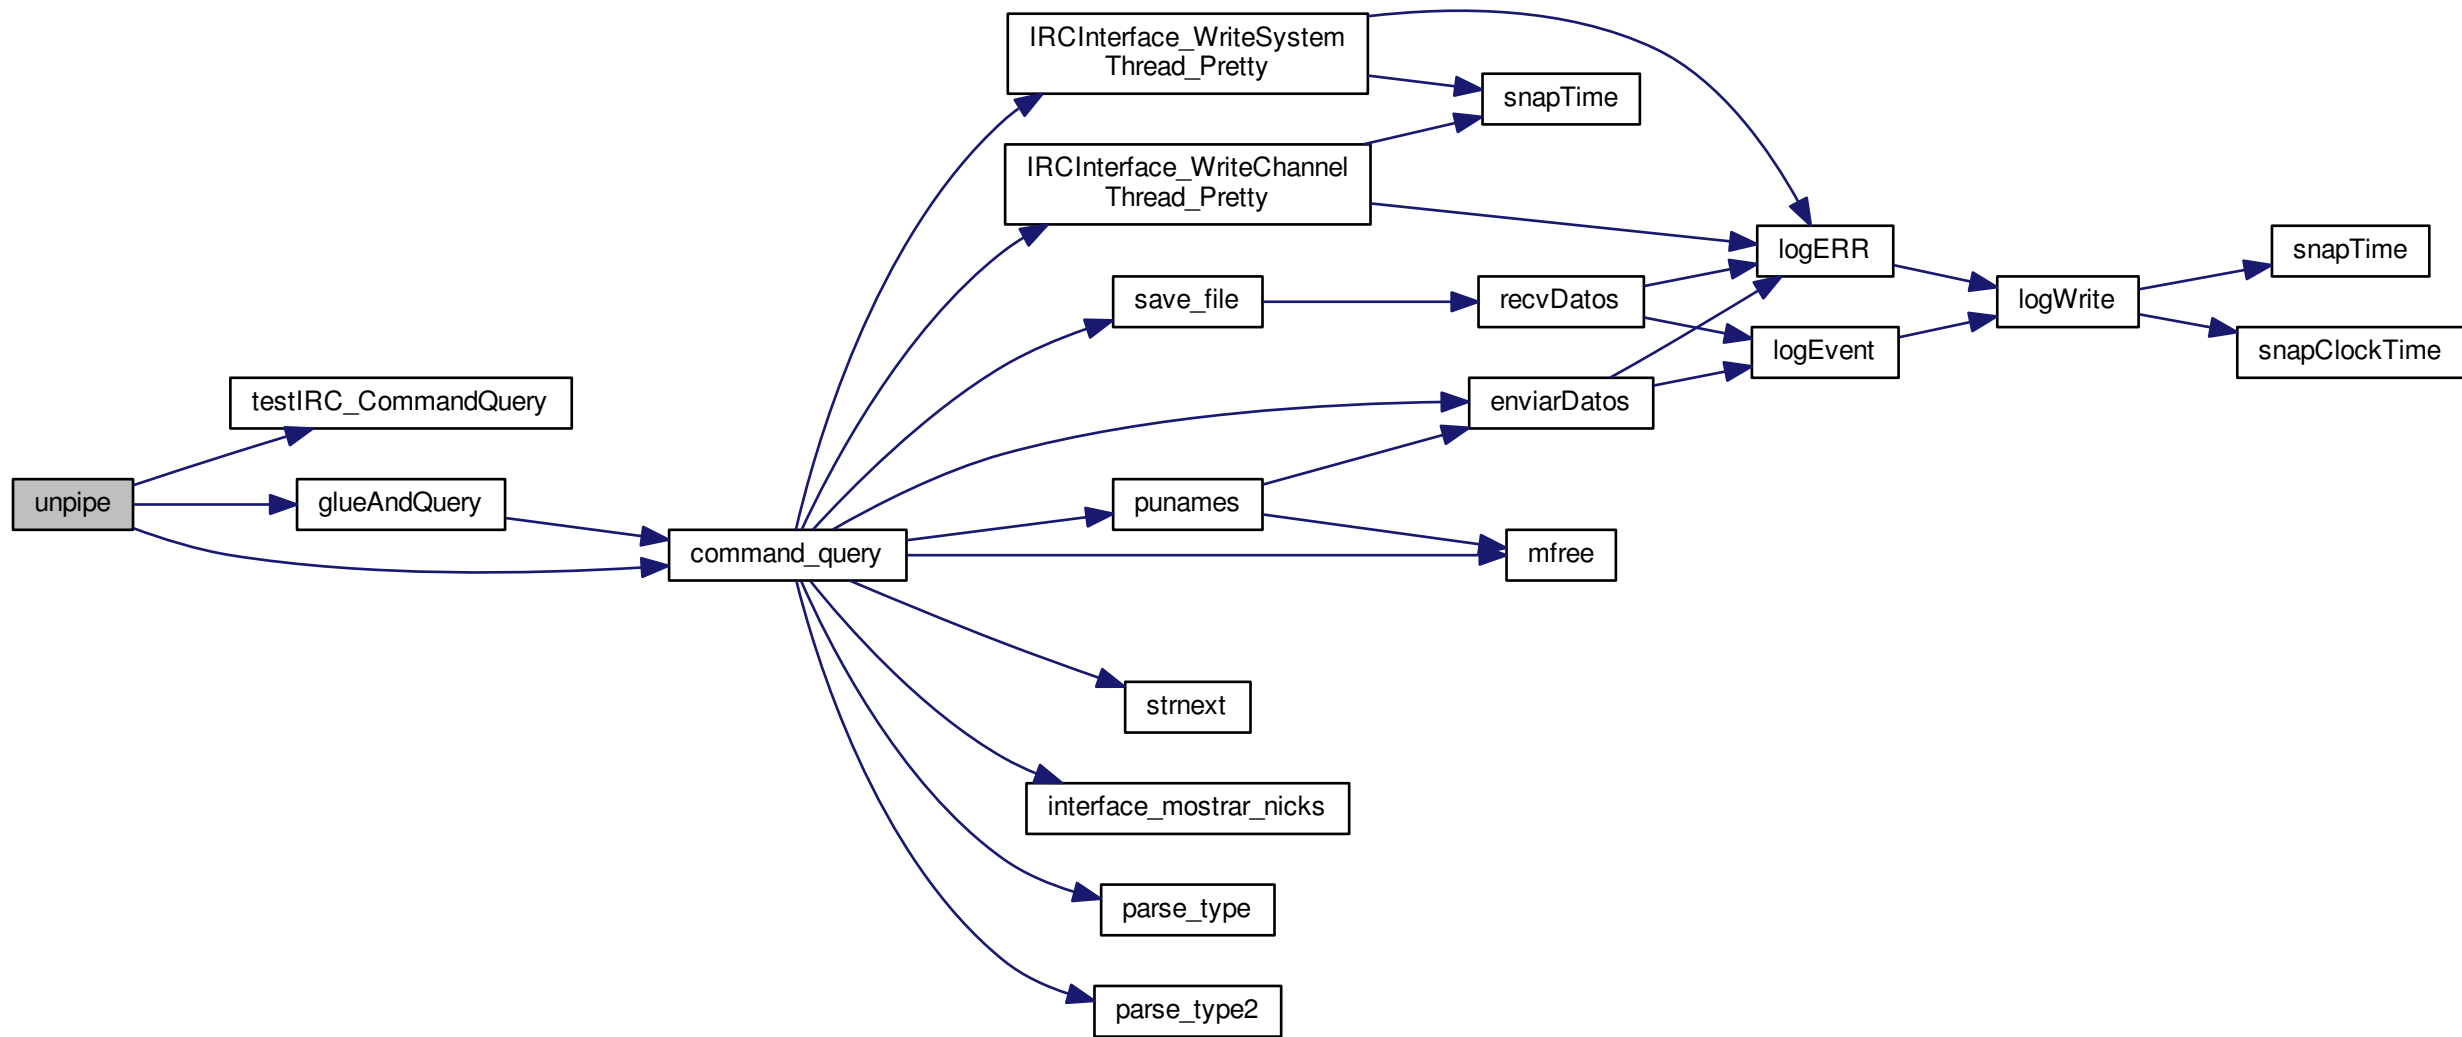 unpipe
testIRC_CommandQuery
glueAndQuery
command_query
IRCInterface_WriteSystem
Thread_Pretty
IRCInterface_WriteChannel
Thread_Pretty
save_file
punames
strnext
interface_mostrar_nicks
parse_type
parse_type2
snapTime
recvDatos
enviarDatos
mfree
logERR
logEvent
logWrite
snapTime
snapClockTime